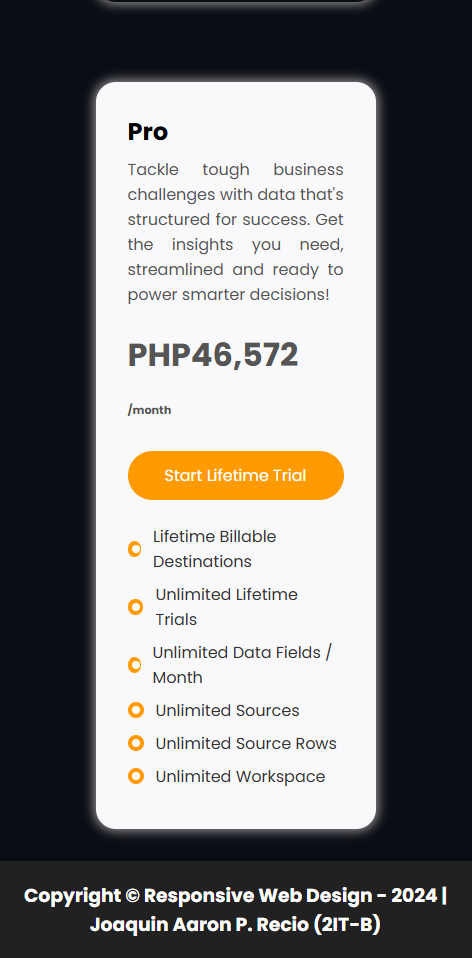 Pro
Tackle tough business
challenges with data that's
structured for success. Get
the insights you need,
streamlined and ready to
power smarter decisions!
PHP46,572
/month
Start Lifetime Trial
Lifetime Billable
Destinations
Unlimited Lifetime
Trials
Unlimited Data Fields /
Month
Unlimited Sources
Unlimited Source Rows
Unlimited Workspace
Copyright © Responsive Web Design - 2024 |
Joaquin Aaron P. Recio (2IT-B)